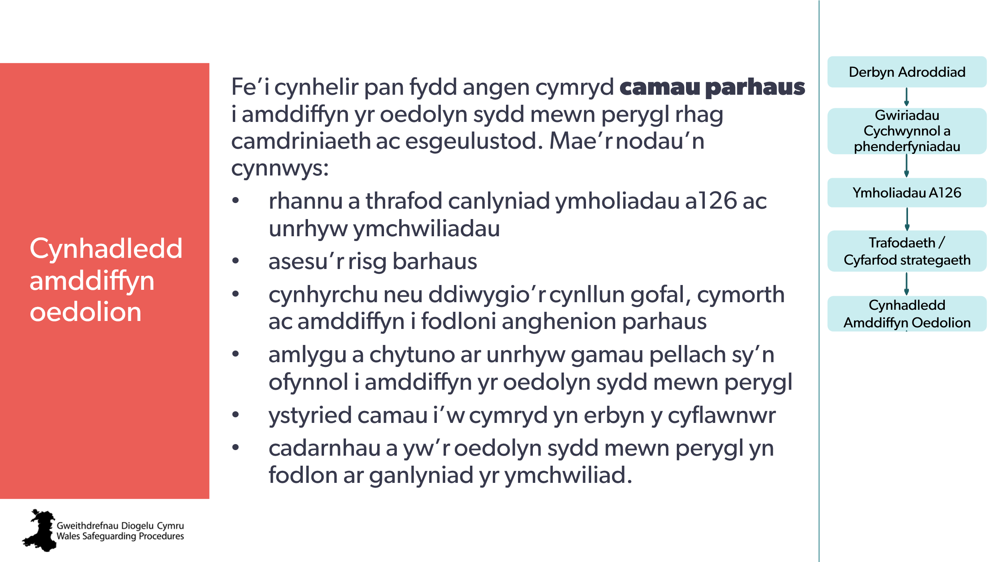 Cynhadledd
amddiffyn
oedolion
Fe'i cynhelir pan fydd angen cymryd camau parhaus
i amddiffyn yr oedolyn sydd mewn perygl rhag
camdriniaeth ac esgeulustod. Mae'r nodau'n
cynnwys:
• rhannu a thrafod canlyniad ymholiadau a126 ac
unrhyw ymchwiliadau
• asesu'r risg barhaus
• cynhyrchu neu ddiwygio'r cynllun gofal, cymorth
ac amddiffyn i fodloni anghenion parhaus
• amlygu a chytuno ar unrhyw gamau pellach sy'n
ofynnol i amddiffyn yr oedolyn sydd mewn perygl
• ystyried camau i'w cymryd yn erbyn y cyflawnwr
• cadarnhau a yw'r oedolyn sydd mewn perygl yn
fodlon ar ganlyniad yr ymchwiliad.
Derbyn Adroddiad
Gwiriadau
Cychwynnol a
phenderfyniadau
Ymholiadau A126
Trafodaeth /
Cyfarfod strategaeth
Cynhadledd
Amddiffyn Oedolion
Gweithdrefnau Diogelu Cymru
Wales Safeguarding Procedures